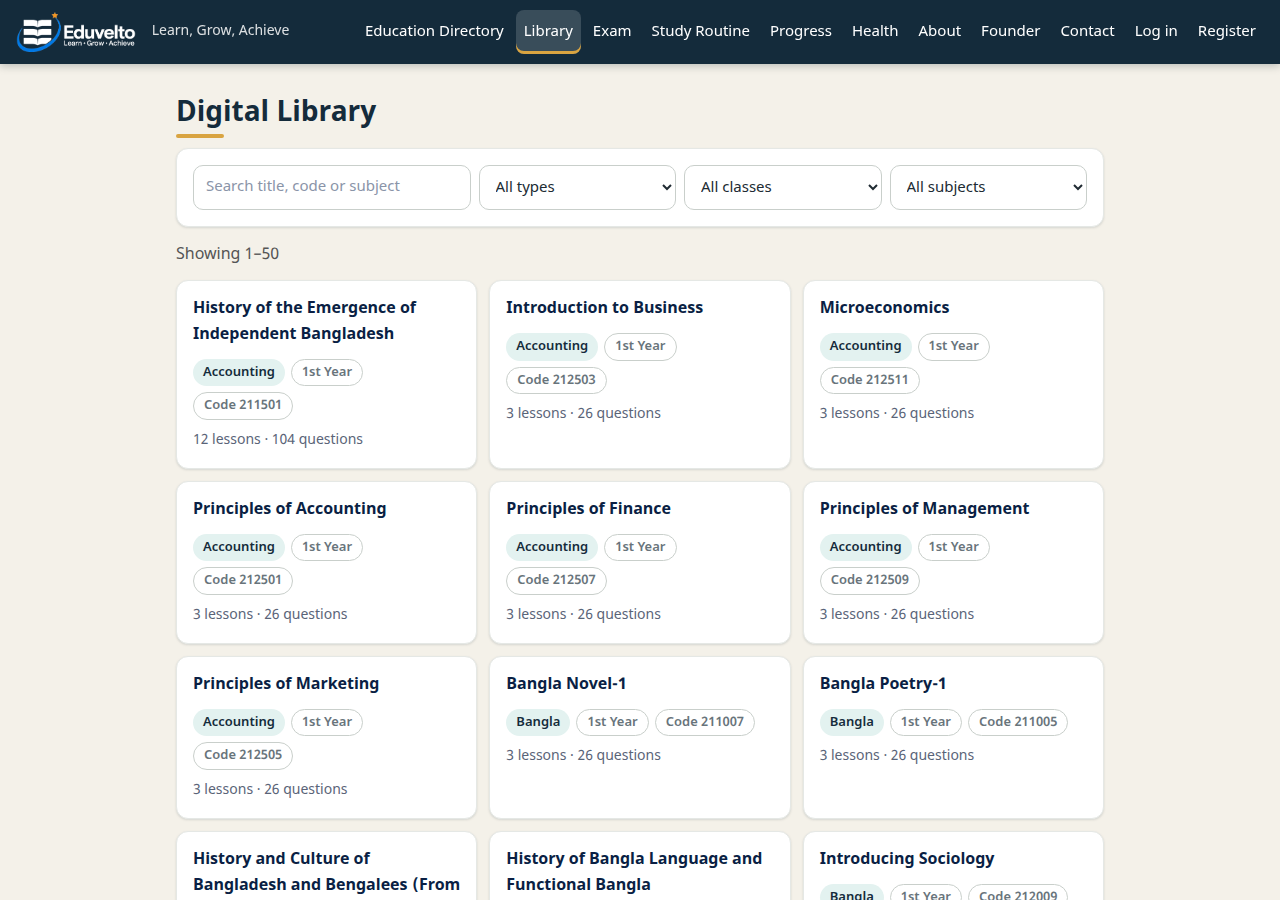 Eduvelto
Learn · Grow · Achieve
Learn, Grow, Achieve
Education Directory
Library
Exam
Study Routine
Progress
Health
About
Founder
Contact
Log in
Register
Digital Library
Search title, code or subject
All types
All classes
All subjects
Showing 1–50
History of the Emergence of
Independent Bangladesh
Accounting
1st Year
Code 211501
12 lessons · 104 questions
Introduction to Business
Accounting
1st Year
Code 212503
3 lessons · 26 questions
Microeconomics
Accounting
1st Year
Code 212511
3 lessons · 26 questions
Principles of Accounting
Accounting
1st Year
Code 212501
3 lessons · 26 questions
Principles of Finance
Accounting
1st Year
Code 212507
3 lessons · 26 questions
Principles of Management
Accounting
1st Year
Code 212509
3 lessons · 26 questions
Principles of Marketing
Accounting
1st Year
Code 212505
3 lessons · 26 questions
Bangla Novel-1
Bangla
1st Year
Code 211007
3 lessons · 26 questions
Bangla Poetry-1
Bangla
1st Year
Code 211005
3 lessons · 26 questions
History and Culture of
Bangladesh and Bengalees (From
History of Bangla Language and
Functional Bangla
Introducing Sociology
Bangla
1st Year
Code 212009